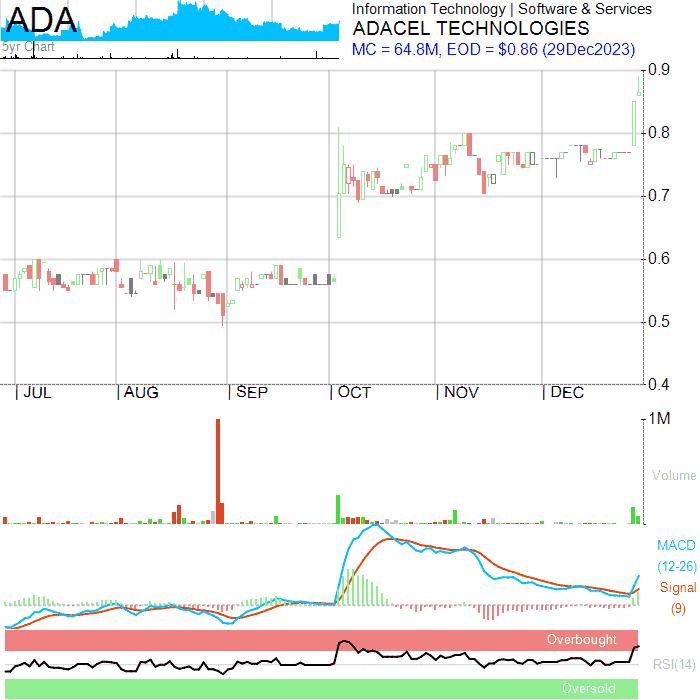 ADA
5yr Chart
Information Technology | Software & Services
ADACEL TECHNOLOGIES
MC = 64.8M, EOD = $0.86 (29Dec2023)
0.9
0.8
0.7
0.6
0.5
0.4
| JUL | AUG | SEP | OCT | NOV | DEC
1M
Volume
MACD
(12-26)
Signal
(9)
Overbought
RSI(14)
Oversold